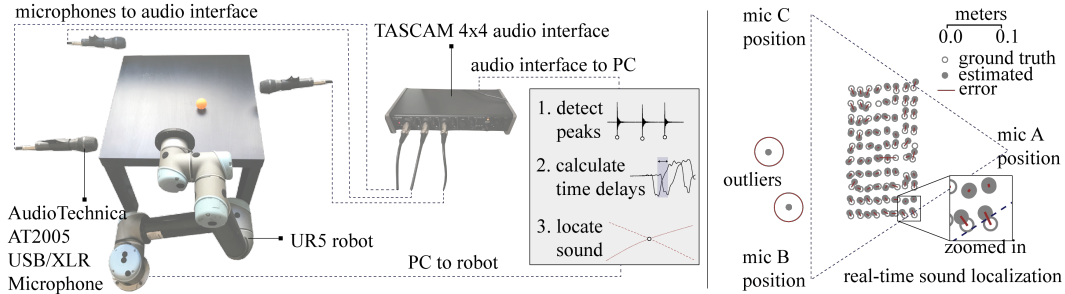 microphones to audio interface
TASCAM 4x4 audio interface
audio interface to PC
1. detect
peaks
2. calculate
time delays
3. locate
sound
AudioTechnica
AT2005
USB/XLR
Microphone
UR5 robot
PC to robot
mic C
position
meters
0.0 0.1
ground truth
estimated
error
mic A
position
outliers
zoomed in
mic B
position
real-time sound localization